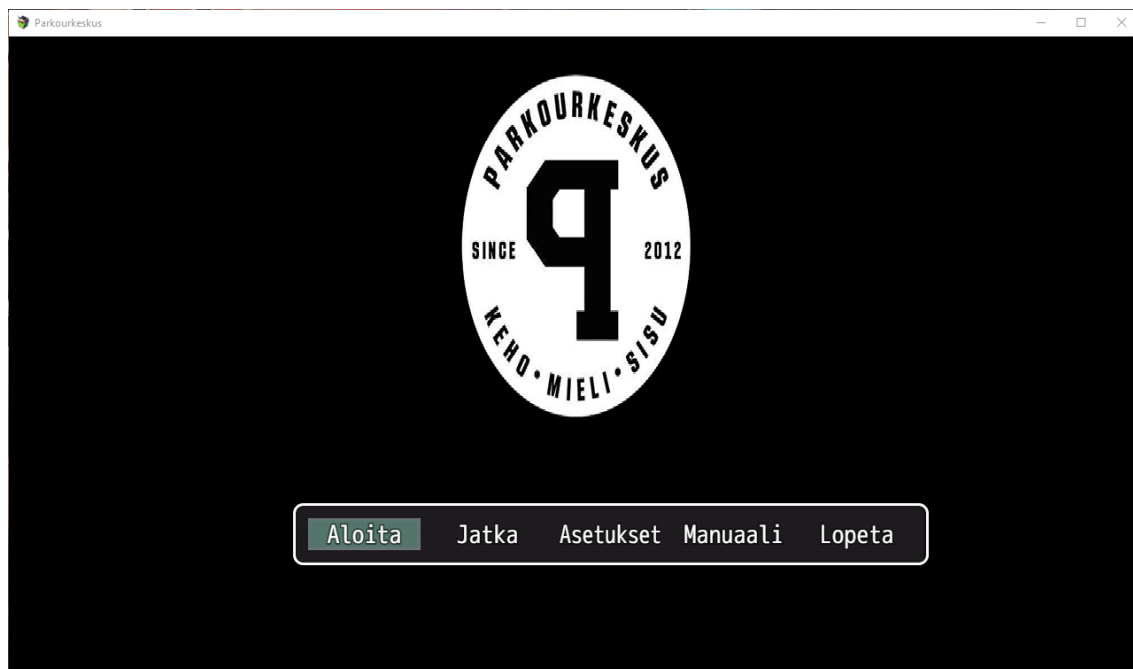 Parkourkeskus
PARKOURKESKUS
SINCE 2012
KEHO • MIELI • SISU
Aloita Jatka Asetukset Manuaali Lopeta